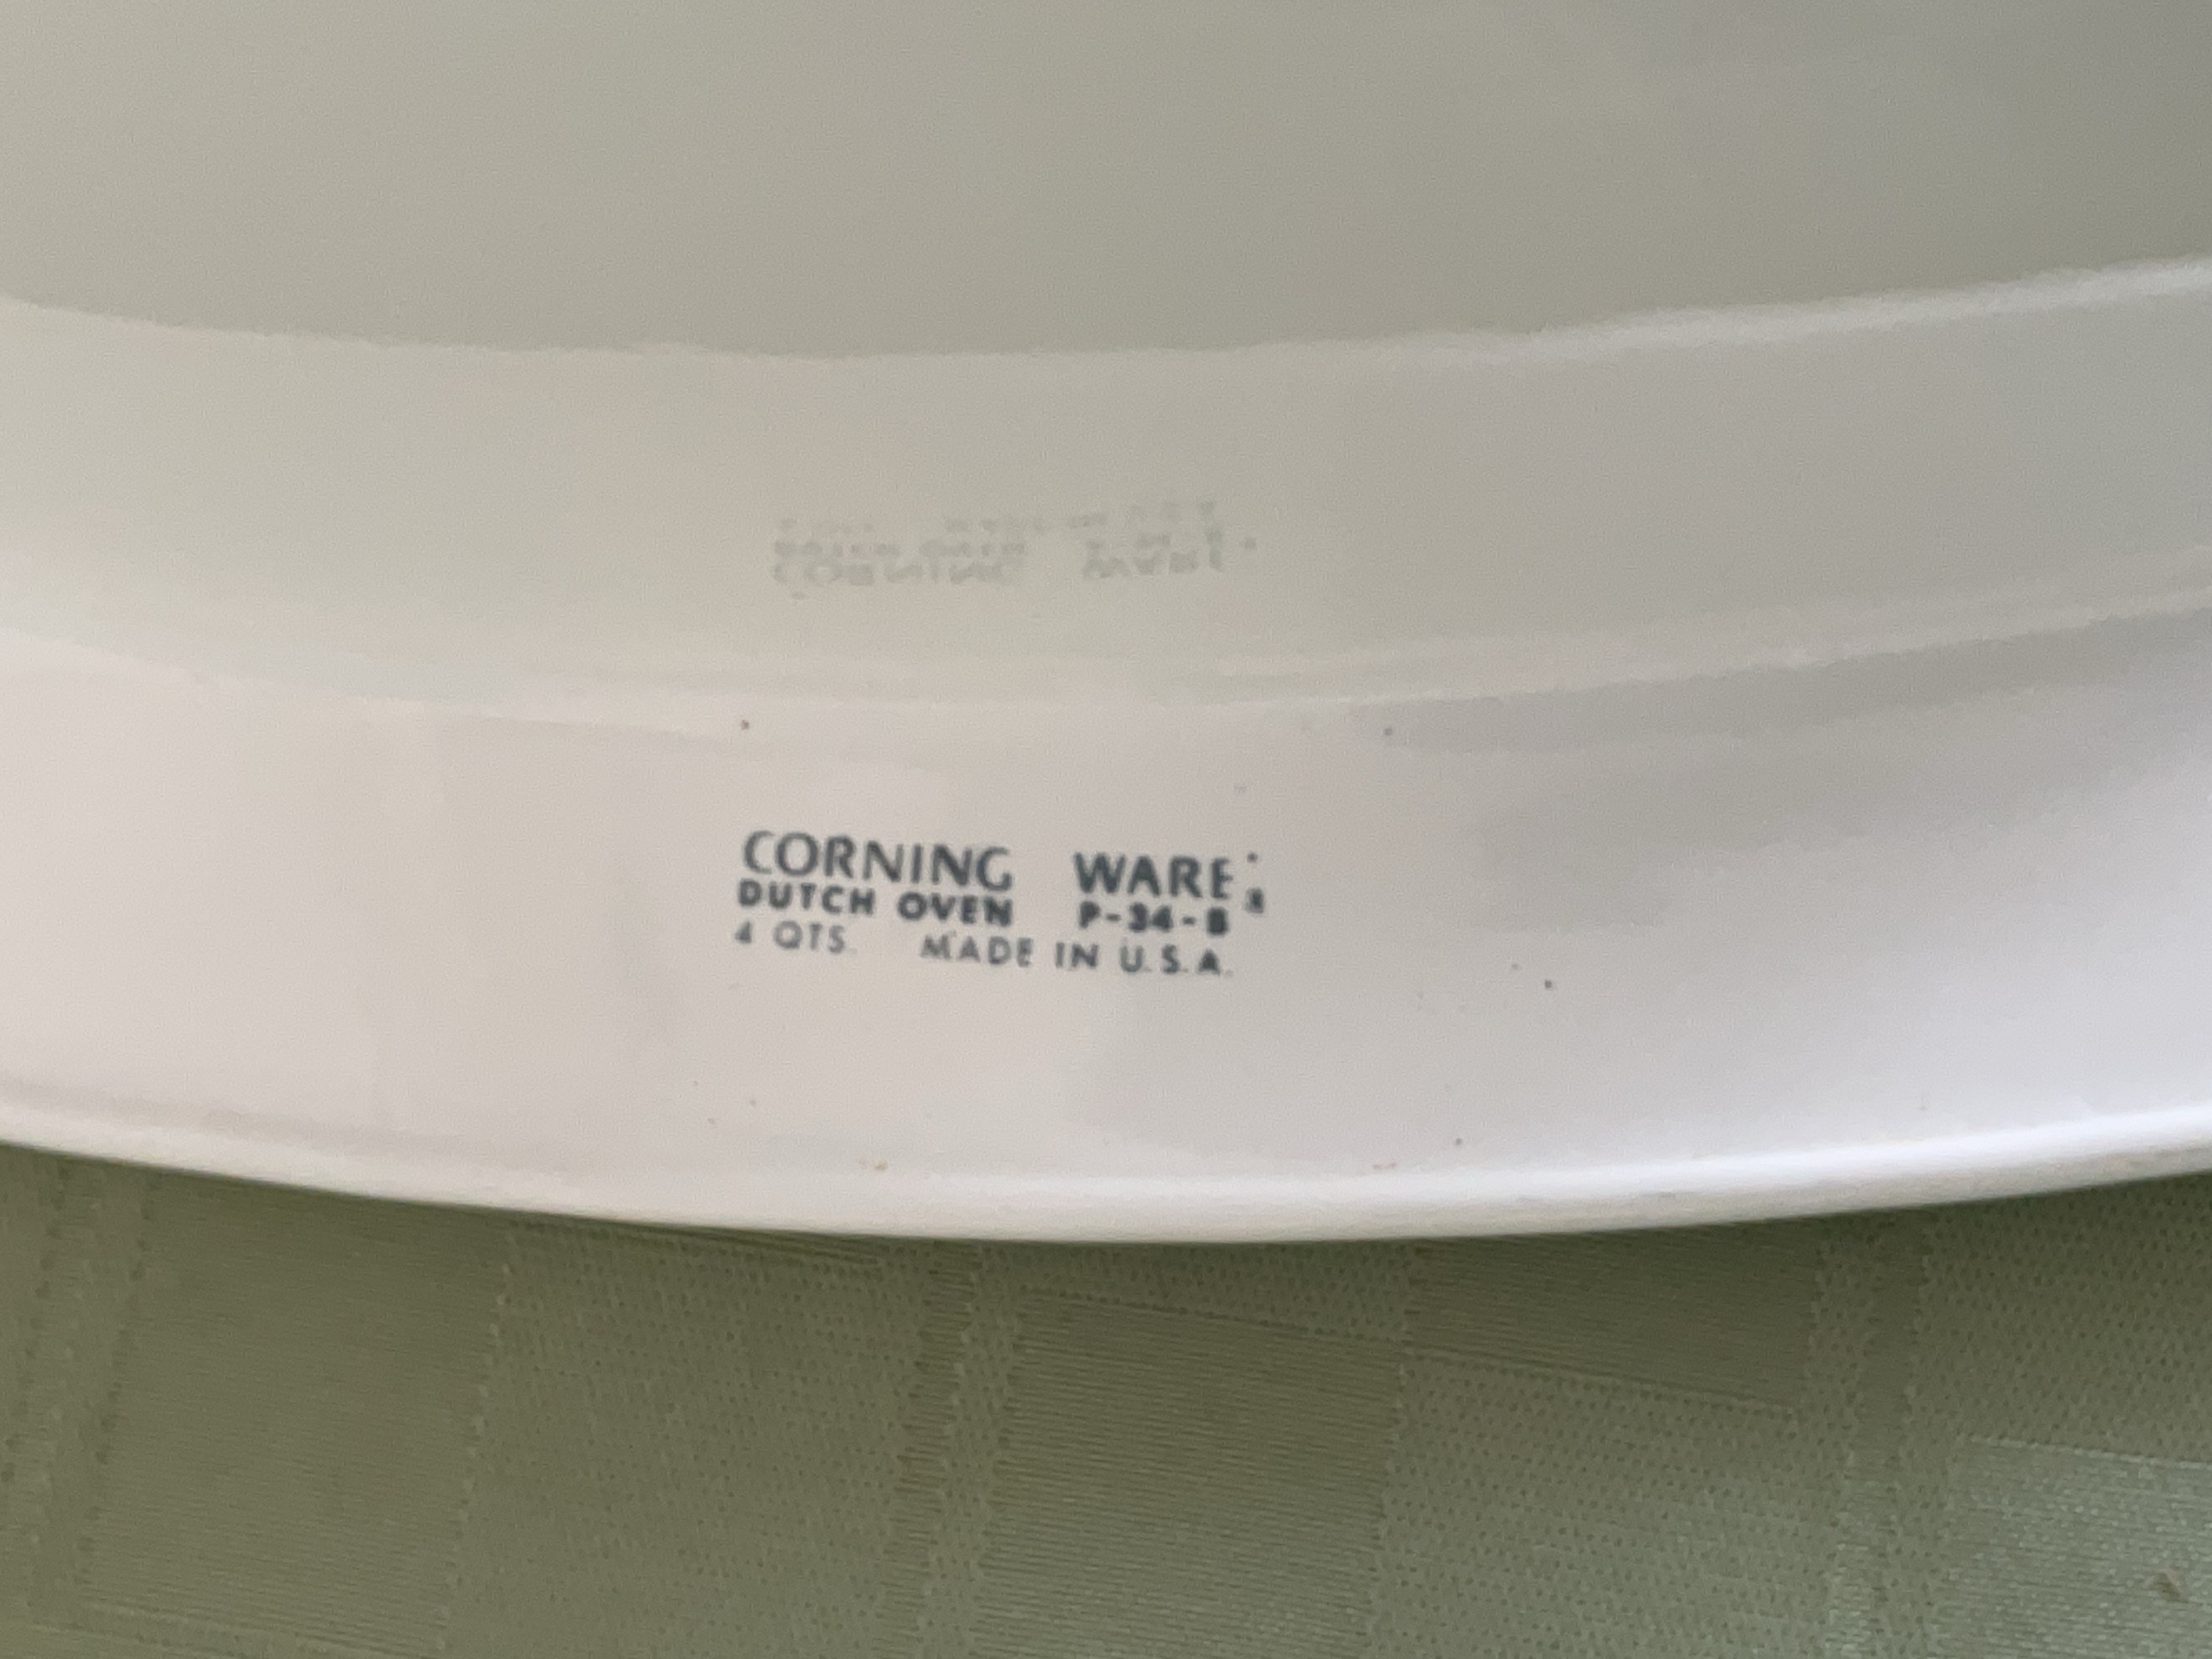 CORNING WARE®
DUTCH OVEN P-34-B
4 QTS. MADE IN U.S.A.